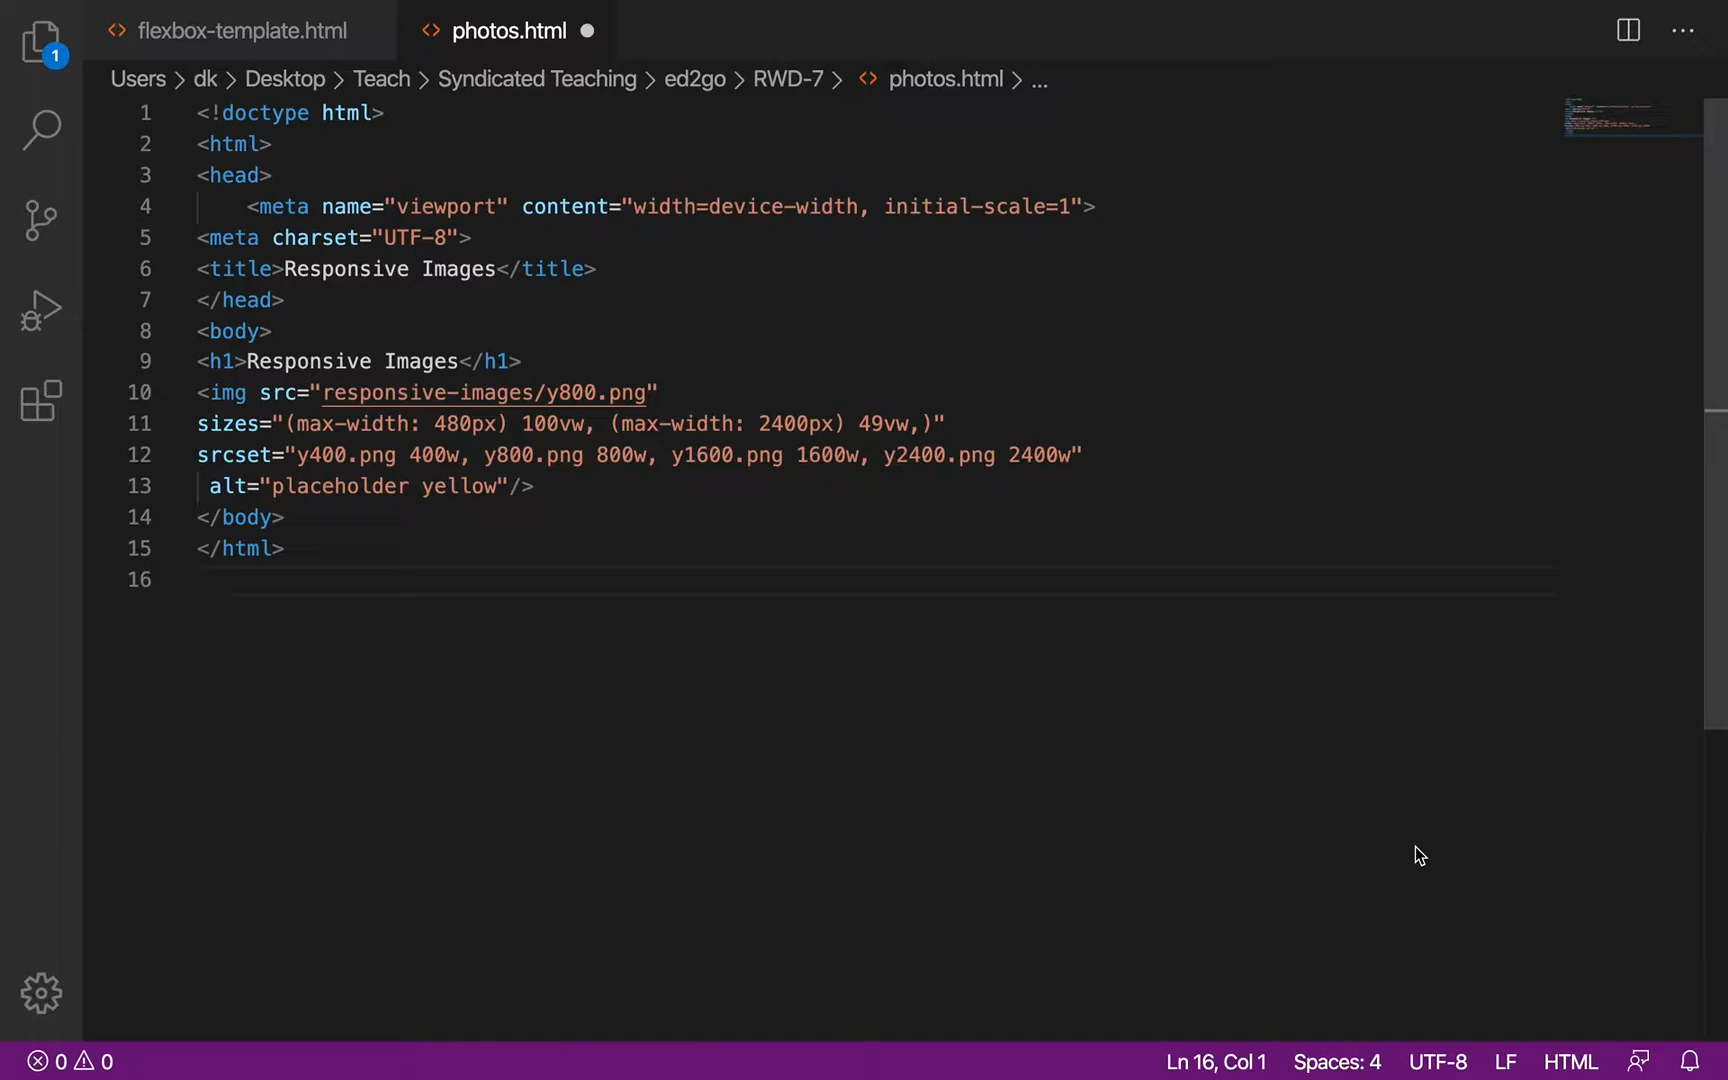 flexbox-template.html
photos.html
1
Users > dk > Desktop > Teach > Syndicated Teaching > ed2go > RWD-7 > photos.html > ...
1 <!doctype html>
2 <html>
3 <head>
4 <meta name="viewport" content="width=device-width, initial-scale=1">
5 <meta charset="UTF-8">
6 <title>Responsive Images</title>
7 </head>
8 <body>
9 <h1>Responsive Images</h1>
10 <img src="responsive-images/y800.png"
11 sizes="(max-width: 480px) 100vw, (max-width: 2400px) 49vw,)"
12 srcset="y400.png 400w, y800.png 800w, y1600.png 1600w, y2400.png 2400w"
13 alt="placeholder yellow"/>
14 </body>
15 </html>
16
0 0 Ln 16, Col 1 Spaces: 4 UTF-8 LF HTML